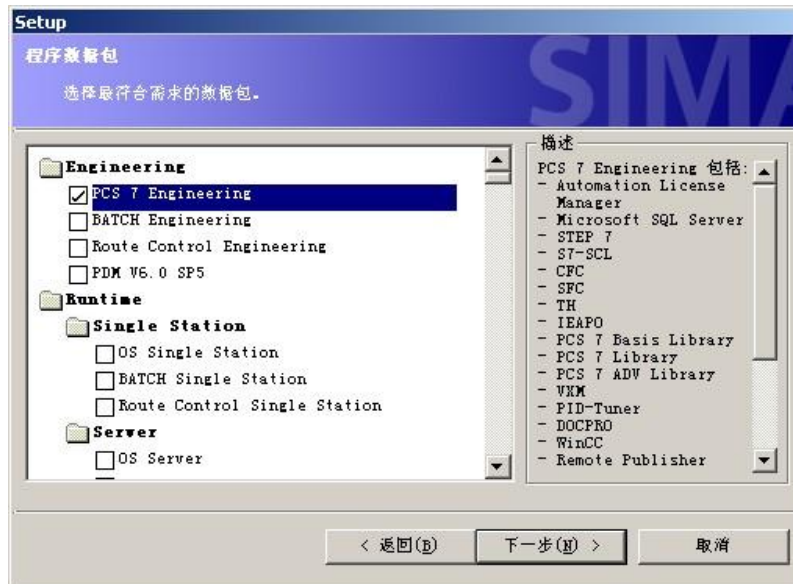 Setup
程序数据包
选择最符合需求的数据包。
SIMA
Engineering
PCS 7 Engineering
BATCH Engineering
Route Control Engineering
PDM V6.0 SP5
Runtime
Single Station
OS Single Station
BATCH Single Station
Route Control Single Station
Server
OS Server
描述
PCS 7 Engineering 包括:
- Automation License
Manager
- Microsoft SQL Server
- STEP 7
- S7-SCL
- CFC
- SFC
- TH
- IEAPO
- PCS 7 Basis Library
- PCS 7 Library
- PCS 7 ADV Library
- VXM
- PID-Tuner
- DOCPRO
- WinCC
- Remote Publisher
< 返回(B)
下一步(N) >
取消